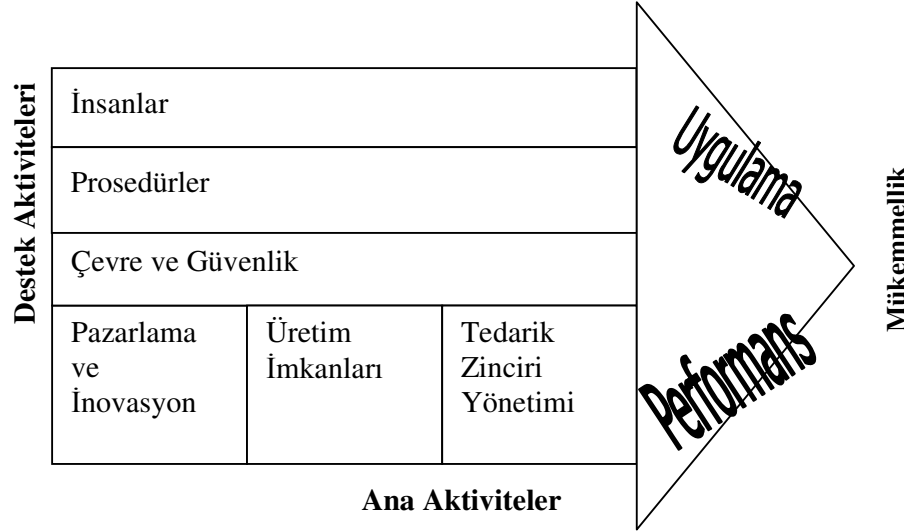 Destek Aktiviteleri
İnsanlar
Prosedürler
Çevre ve Güvenlik
Pazarlama
ve
İnovasyon
Üretim
İmkanları
Tedarik
Zinciri
Yönetimi
Ana Aktiviteler
Uygulama
Performans
Mükemmellik